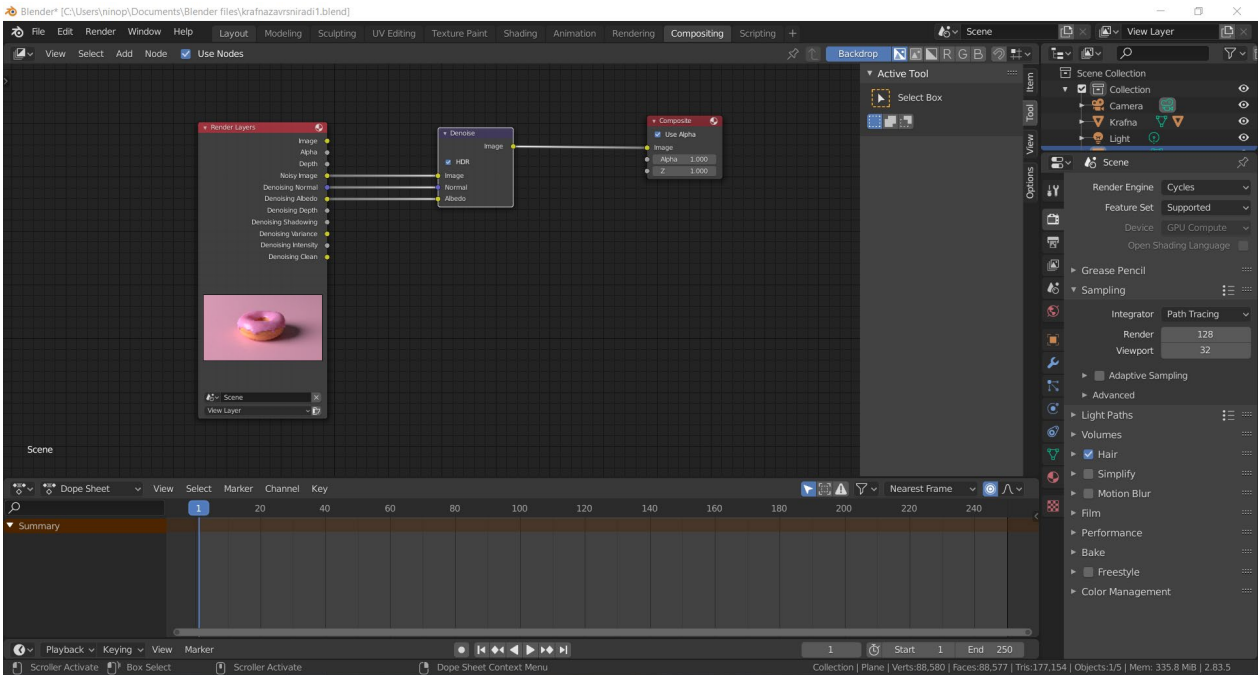 Blender* [C:\Users\ninop\Documents\Blender files\krafnazavrsniradi1.blend]
File Edit Render Window Help Layout Modeling Sculpting UV Editing Texture Paint Shading Animation Rendering Compositing Scripting + Scene View Layer
View Select Add Node Use Nodes Backdrop R G B
Active Tool
Select Box
Item
Tool
View
Options
Render Layers
Image
Alpha
Depth
Noisy Image
Denoising Normal
Denoising Albedo
Denoising Depth
Denoising Shadowing
Denoising Variance
Denoising Intensity
Denoising Clean
Scene
View Layer
Denoise
Image
HDR
Image
Normal
Albedo
Composite
Use Alpha
Image
Alpha 1.000
Z 1.000
Scene
Scene Collection
Collection
Camera
Krafna
Light
Scene
Render Engine Cycles
Feature Set Supported
Device GPU Compute
Open Shading Language
Grease Pencil
Sampling
Integrator Path Tracing
Render 128
Viewport 32
Adaptive Sampling
Advanced
Light Paths
Volumes
Hair
Simplify
Motion Blur
Film
Performance
Bake
Freestyle
Color Management
Dope Sheet View Select Marker Channel Key Nearest Frame
1 20 40 60 80 100 120 140 160 180 200 220 240
Summary
Playback Keying View Marker 1 Start 1 End 250
Scroller Activate Box Select Scroller Activate Dope Sheet Context Menu Collection | Plane | Verts:88,580 | Faces:88,577 | Tris:177,154 | Objects:1/5 | Mem: 335.8 MiB | 2.83.5